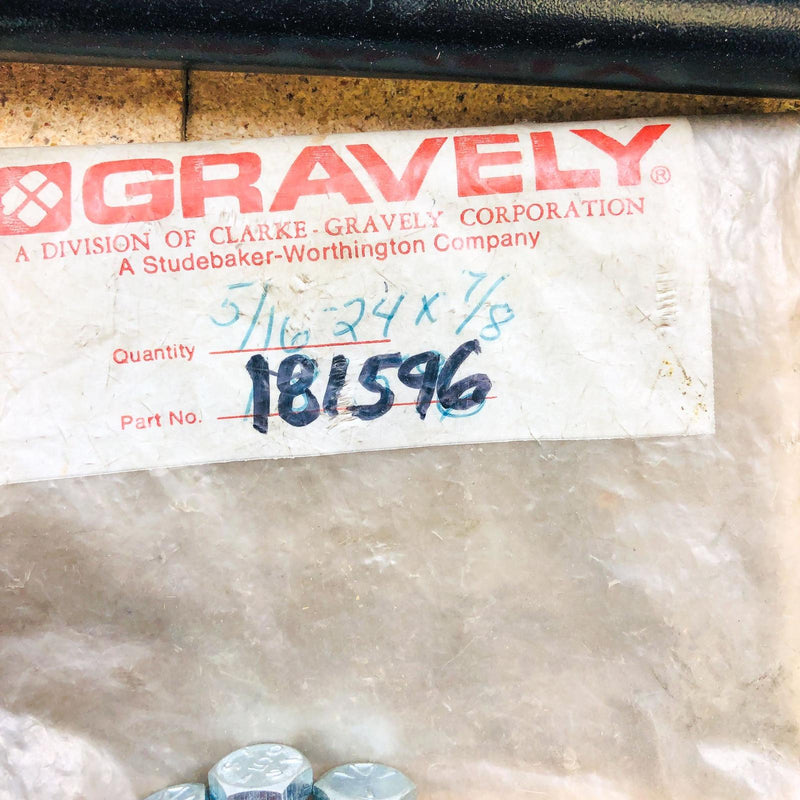 GRAVELY®
A DIVISION OF CLARKE-GRAVELY CORPORATION
A Studebaker-Worthington Company
5/16-24 x 7/8
Quantity
Part No. 181596